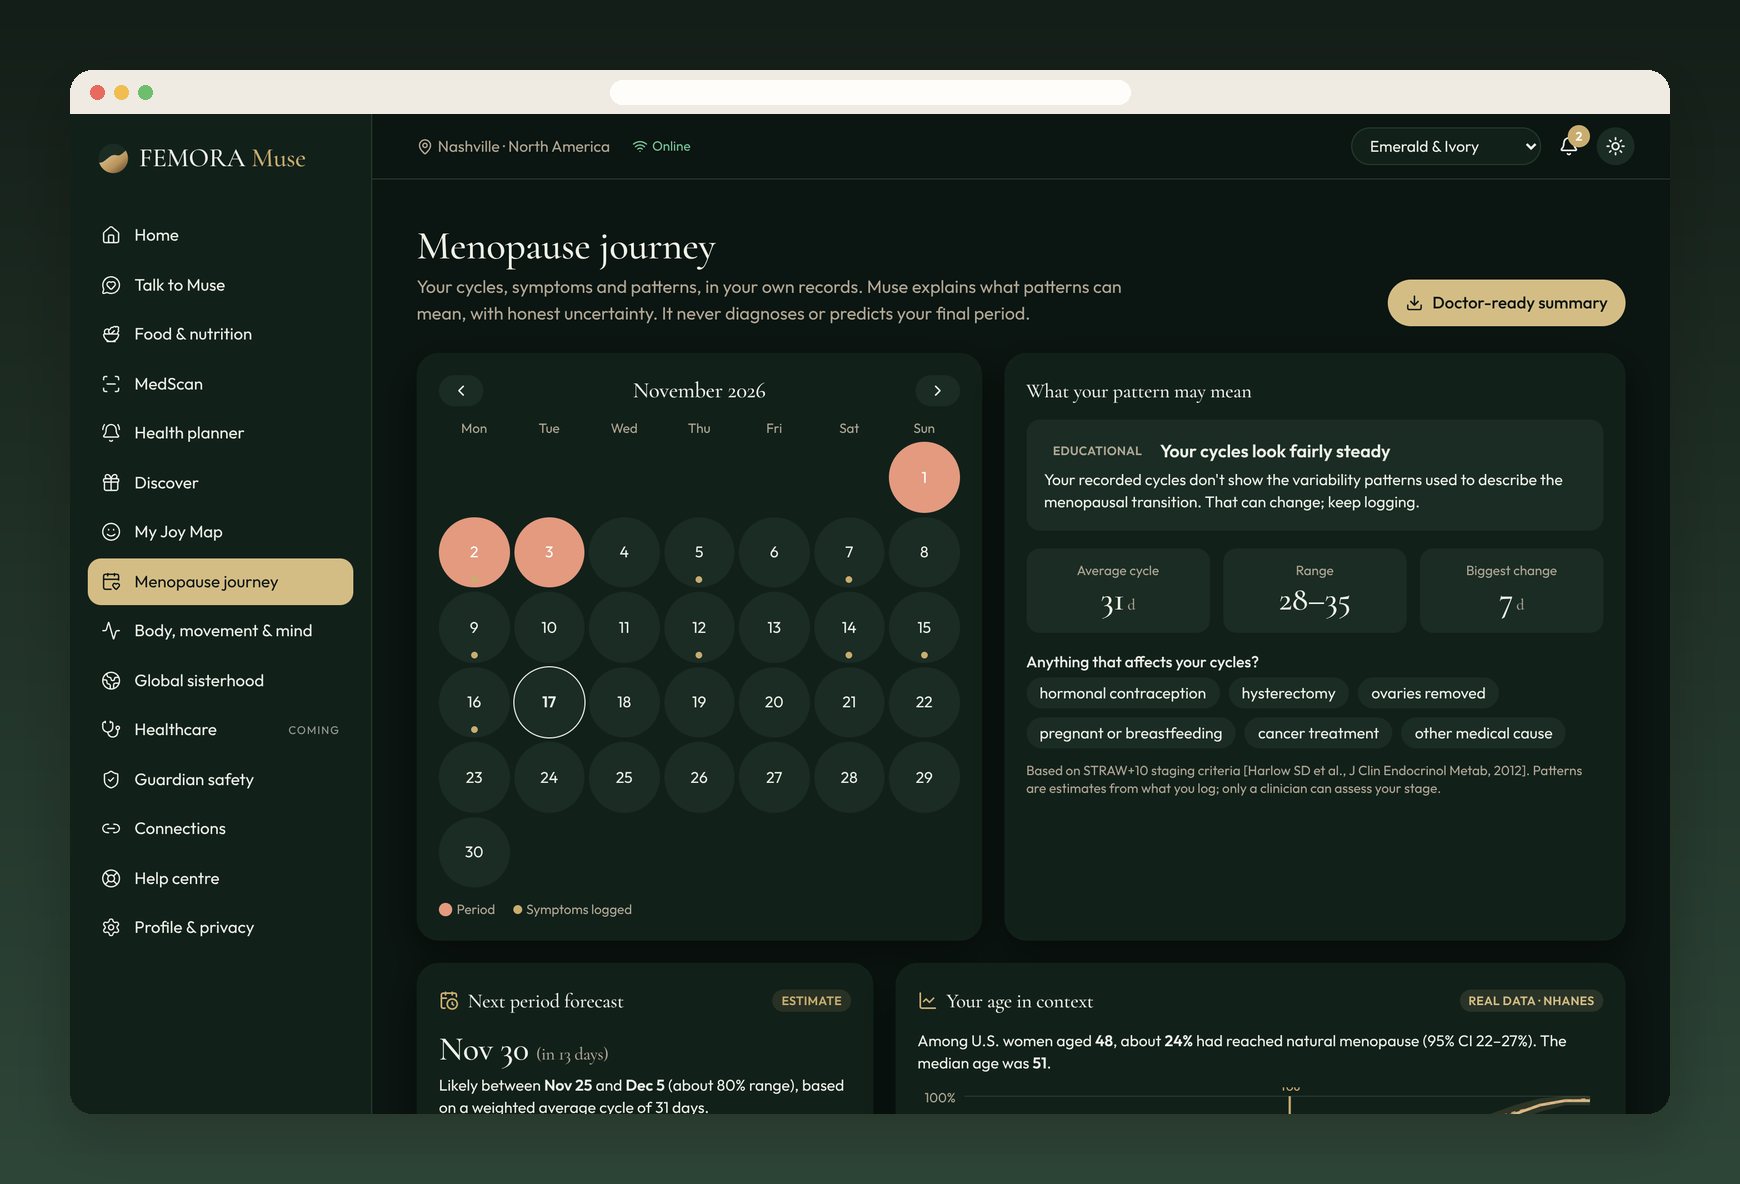 FEMORA Muse
Home
Talk to Muse
Food & nutrition
MedScan
Health planner
Discover
My Joy Map
Menopause journey
Body, movement & mind
Global sisterhood
Healthcare COMING
Guardian safety
Connections
Help centre
Profile & privacy
Nashville · North America Online
Emerald & Ivory
2
Menopause journey
Your cycles, symptoms and patterns, in your own records. Muse explains what patterns can
mean, with honest uncertainty. It never diagnoses or predicts your final period.
Doctor-ready summary
November 2026
Mon Tue Wed Thu Fri Sat Sun
1
2 3 4 5 6 7 8
9 10 11 12 13 14 15
16 17 18 19 20 21 22
23 24 25 26 27 28 29
30
Period Symptoms logged
What your pattern may mean
EDUCATIONAL Your cycles look fairly steady
Your recorded cycles don't show the variability patterns used to describe the
menopausal transition. That can change; keep logging.
Average cycle Range Biggest change
31 d 28–35 7 d
Anything that affects your cycles?
hormonal contraception hysterectomy ovaries removed
pregnant or breastfeeding cancer treatment other medical cause
Based on STRAW+10 staging criteria [Harlow SD et al., J Clin Endocrinol Metab, 2012]. Patterns
are estimates from what you log; only a clinician can assess your stage.
Next period forecast ESTIMATE
Nov 30 (in 13 days)
Likely between Nov 25 and Dec 5 (about 80% range), based
on a weighted average cycle of 31 days.
Your age in context REAL DATA · NHANES
Among U.S. women aged 48, about 24% had reached natural menopause (95% CI 22–27%). The
median age was 51.
100%